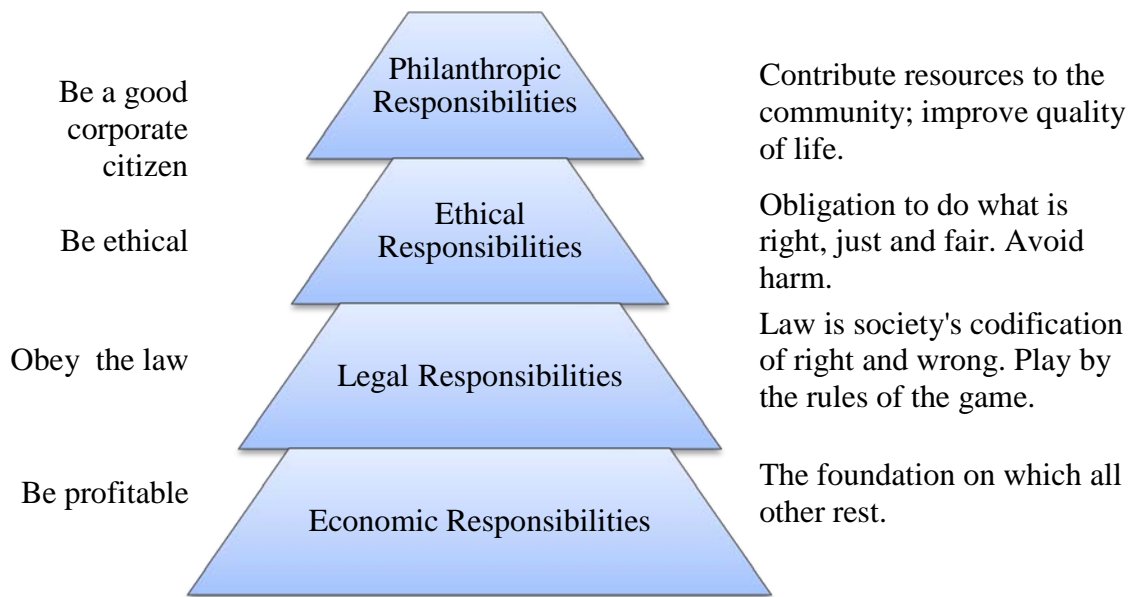 Be a good
corporate
citizen
Philanthropic
Responsibilities
Contribute resources to the
community; improve quality
of life.
Be ethical
Ethical
Responsibilities
Obligation to do what is
right, just and fair. Avoid
harm.
Obey  the law
Legal Responsibilities
Law is society's codification
of right and wrong. Play by
the rules of the game.
Be profitable
Economic Responsibilities
The foundation on which all
other rest.